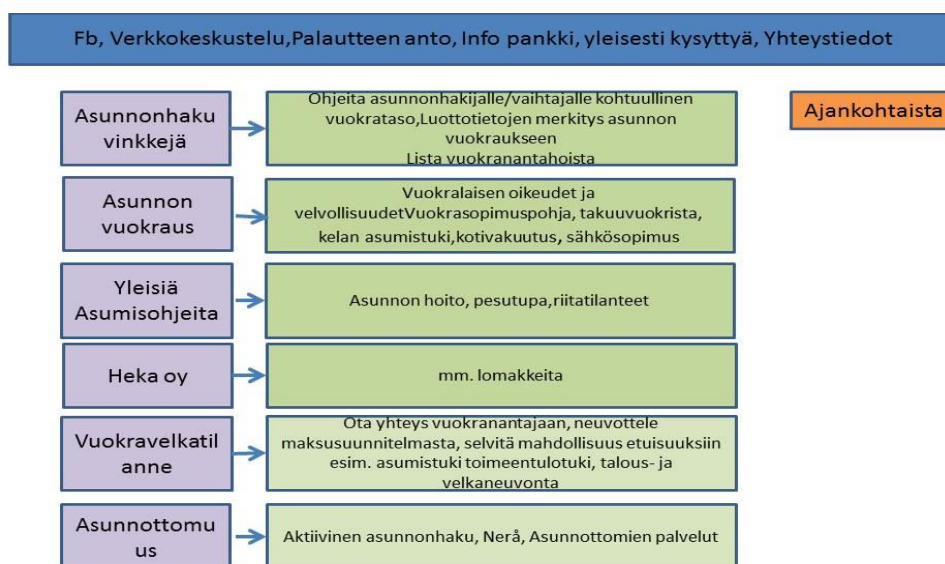 Fb, Verkkokeskustelu,Palautteen anto, Info pankki, yleisesti kysyttyä, Yhteystiedot
Asunnonhaku
vinkkejä
Ohjeita asunnonhakijalle/vaihtajalle kohtuullinen
vuokrataso,Luottotietojen merkitys asunnon
vuokraukseen
Lista vuokranantahoista
Ajankohtaista
Asunnon
vuokraus
Vuokralaisen oikeudet ja
velvollisuudetVuokrasopimuspohja, takuuvuokrista,
kelan asumistuki,kotivakuutus, sähkösopimus
Yleisiä
Asumisohjeita
Asunnon hoito, pesutupa,riitatilanteet
Heka oy
mm. lomakkeita
Vuokravelkatil
anne
Ota yhteys vuokranantajaan, neuvottele
maksusuunnitelmasta, selvitä mahdollisuus etuisuuksiin
esim. asumistuki toimeentulotuki, talous- ja
velkaneuvonta
Asunnottomu
us
Aktiivinen asunnonhaku, Nerå, Asunnottomien palvelut